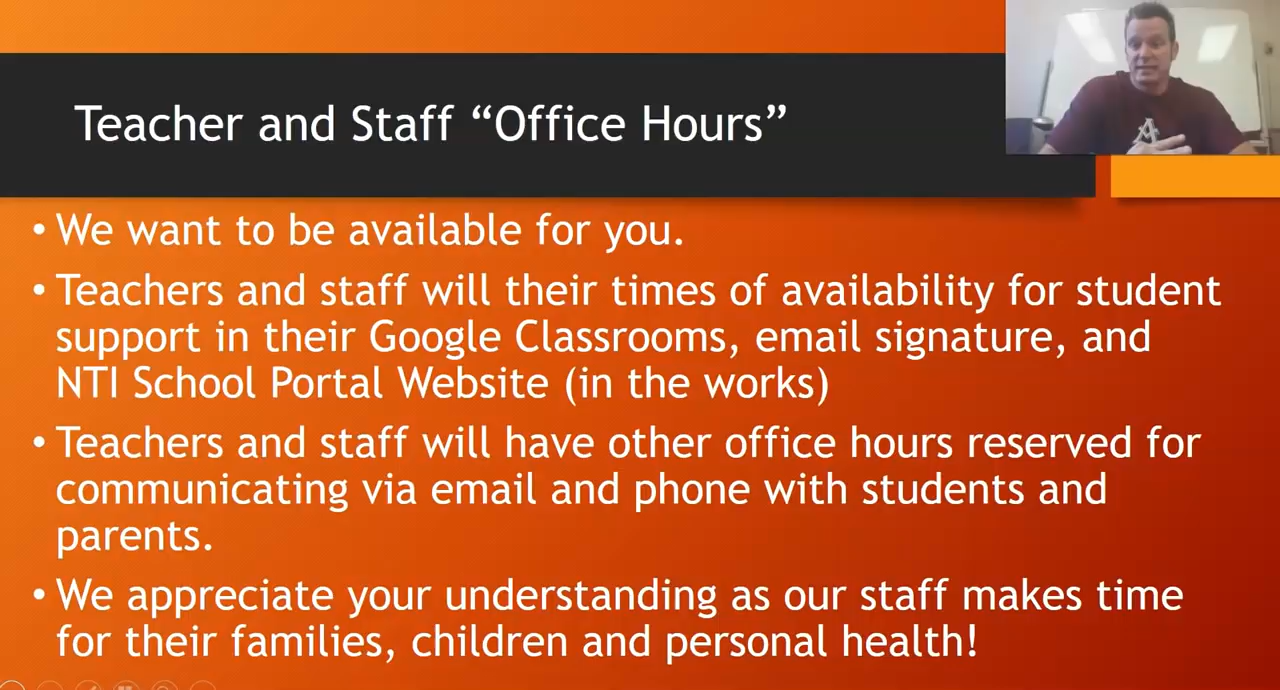 Teacher and Staff “Office Hours”
• We want to be available for you.
• Teachers and staff will their times of availability for student
support in their Google Classrooms, email signature, and
NTI School Portal Website (in the works)
• Teachers and staff will have other office hours reserved for
communicating via email and phone with students and
parents.
• We appreciate your understanding as our staff makes time
for their families, children and personal health!
A